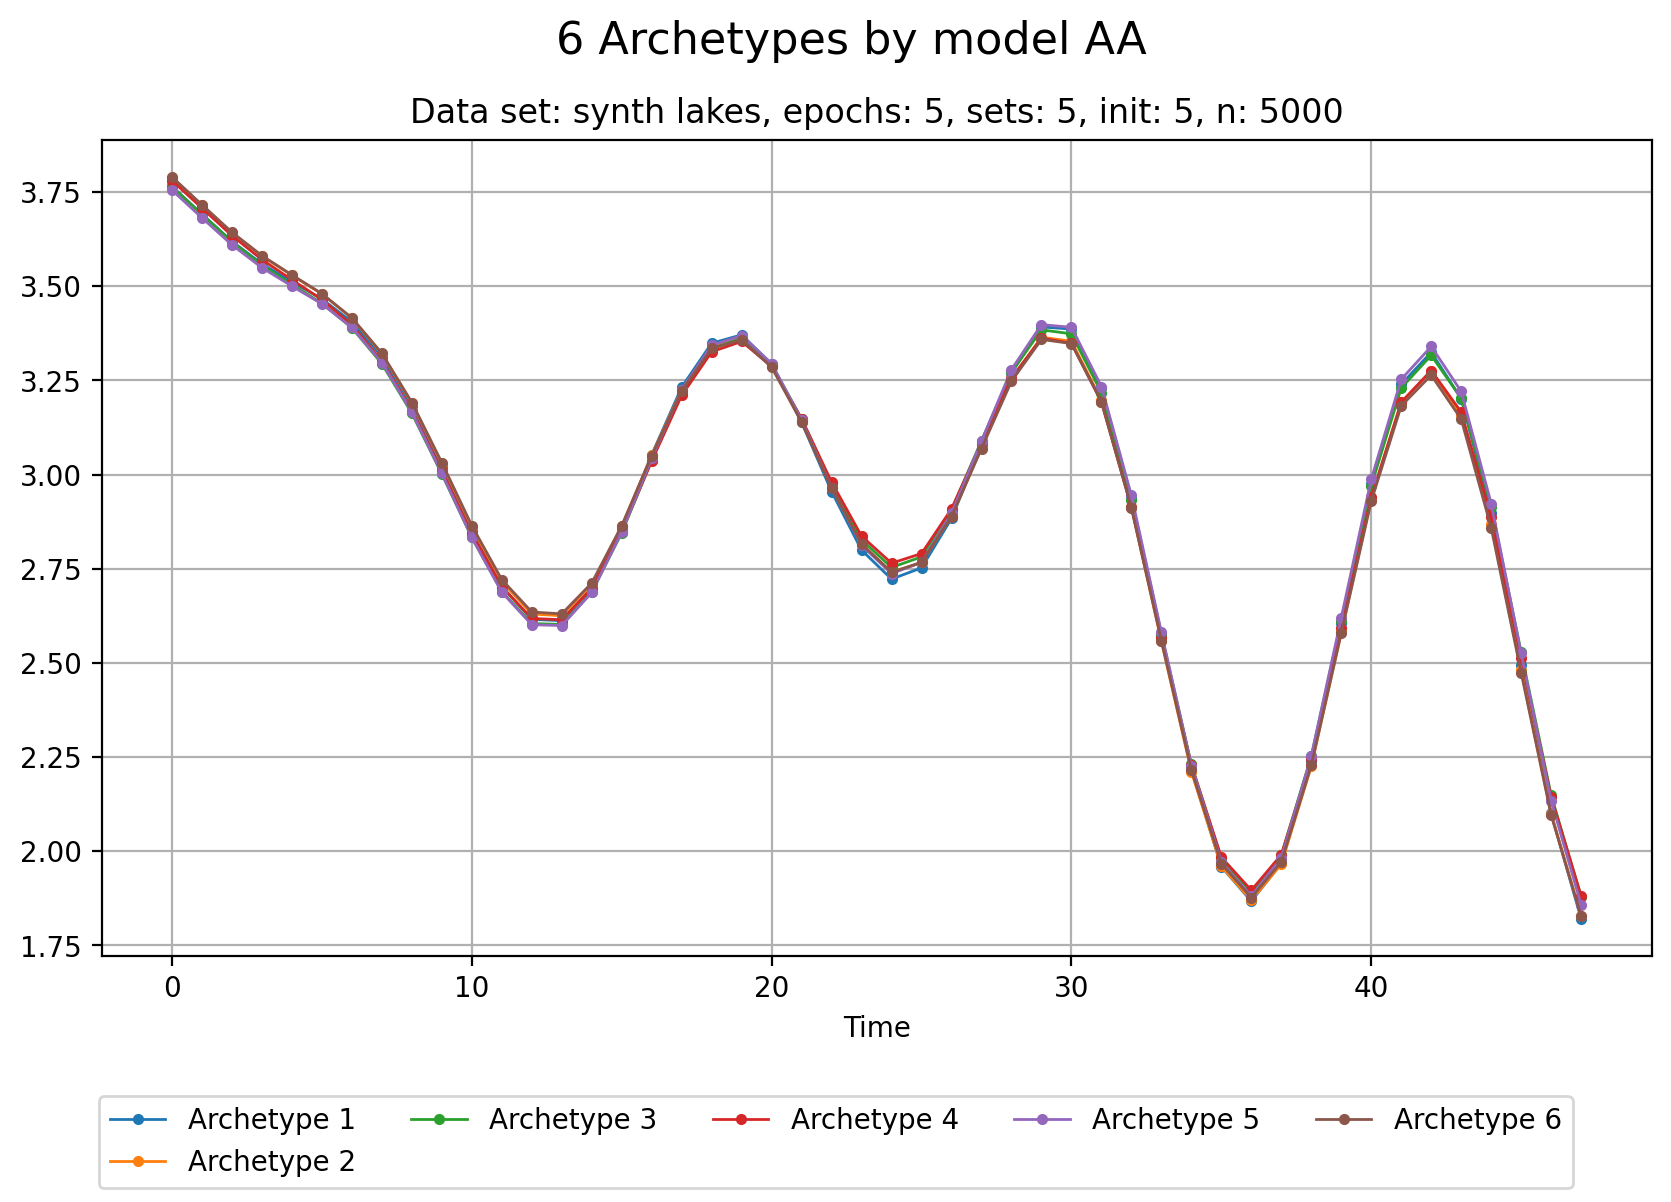 6 Archetypes by model AA
Data set: synth lakes, epochs: 5, sets: 5, init: 5, n: 5000
3.75
3.50
3.25
3.00
2.75
2.50
2.25
2.00
1.75
0 10 20 30 40
Time
Archetype 1 Archetype 3 Archetype 4 Archetype 5 Archetype 6
Archetype 2